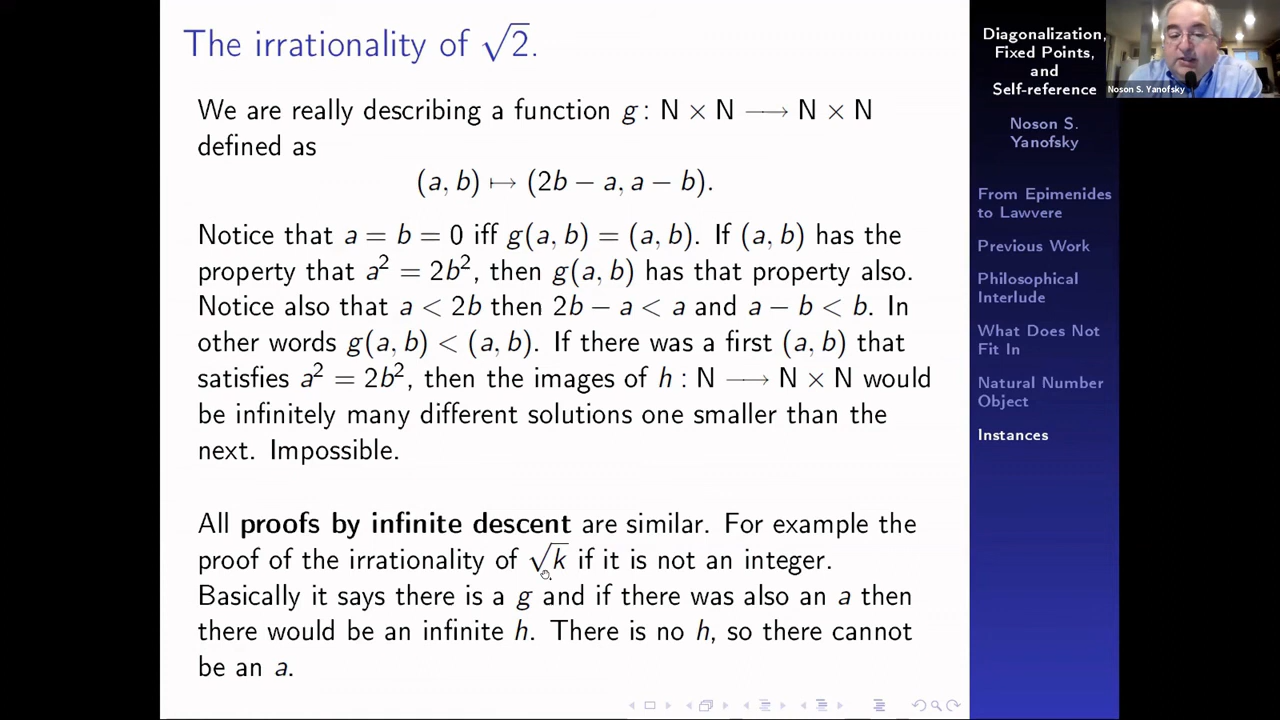 The irrationality of √2.
We are really describing a function g : N × N ⟶ N × N
defined as
(a, b) ↦ (2b − a, a − b).
Notice that a = b = 0 iff g(a, b) = (a, b). If (a, b) has the
property that a² = 2b², then g(a, b) has that property also.
Notice also that a < 2b then 2b − a < a and a − b < b. In
other words g(a, b) < (a, b). If there was a first (a, b) that
satisfies a² = 2b², then the images of h : N ⟶ N × N would
be infinitely many different solutions one smaller than the
next. Impossible.
All proofs by infinite descent are similar. For example the
proof of the irrationality of √k if it is not an integer.
Basically it says there is a g and if there was also an a then
there would be an infinite h. There is no h, so there cannot
be an a.
Diagonalization,
Fixed Points,
and
Self-reference
Noson S.
Yanofsky
From Epimenides
to Lawvere
Previous Work
Philosophical
Interlude
What Does Not
Fit In
Natural Number
Object
Instances
Noson S. Yanofsky